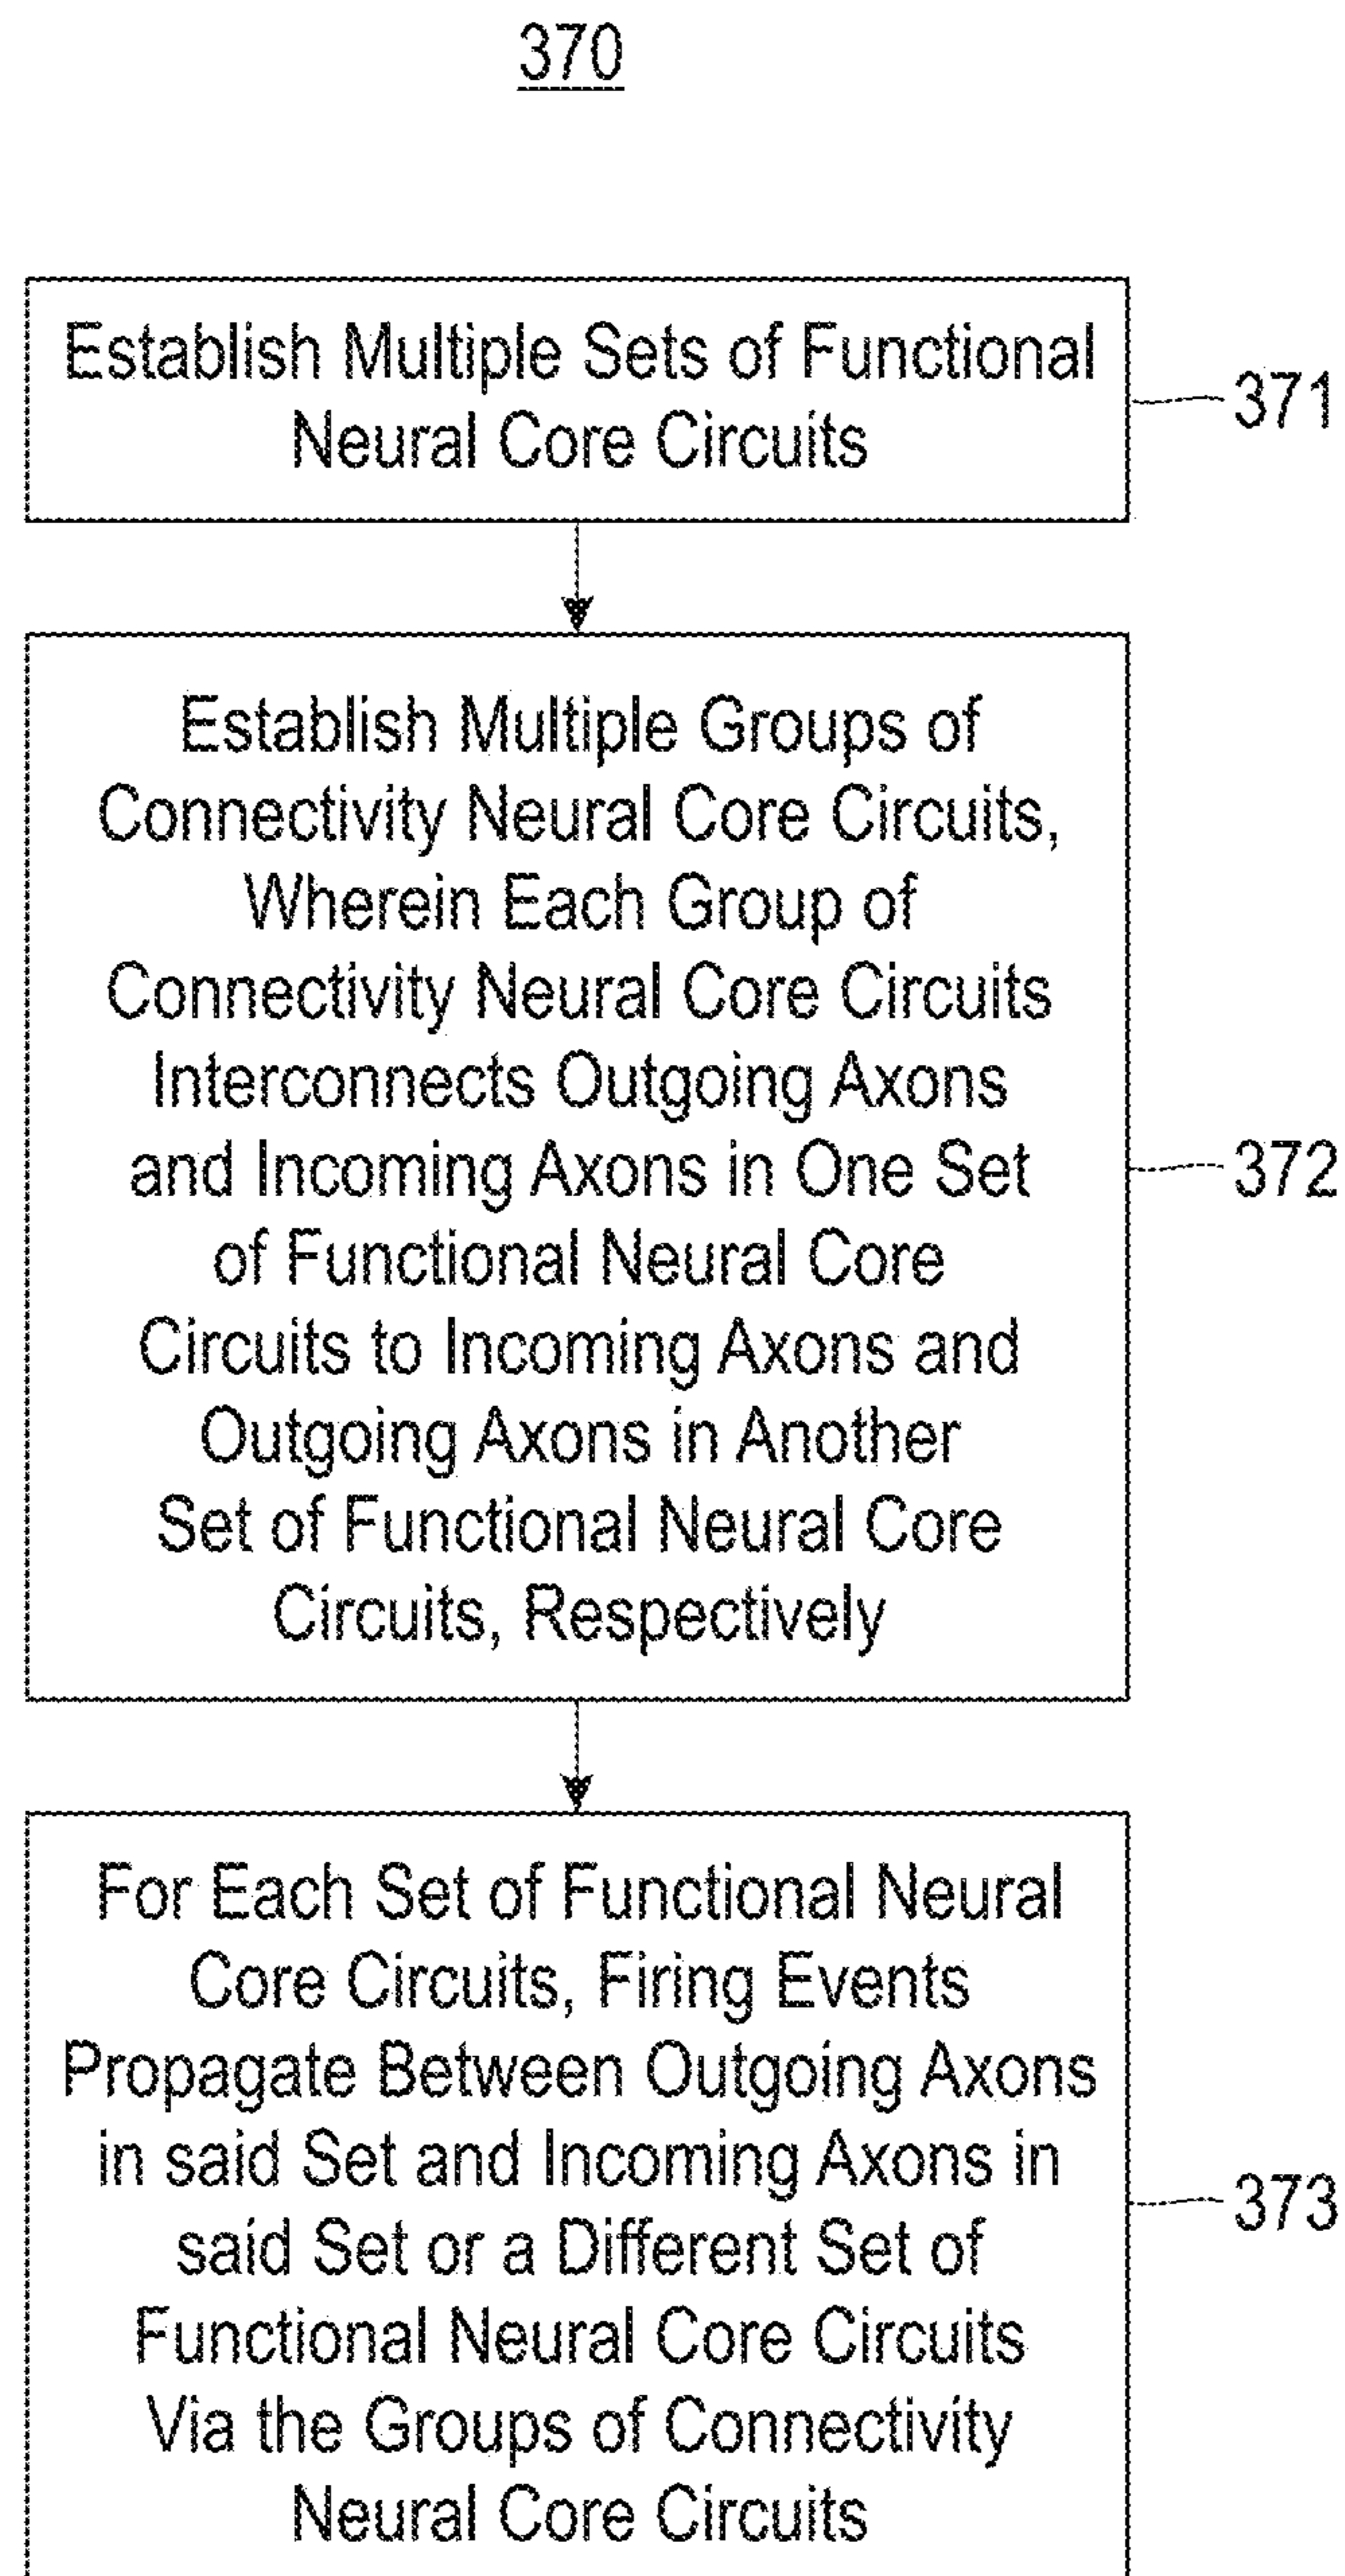 370
Establish Multiple Sets of Functional
Neural Core Circuits
371
Establish Multiple Groups of
Connectivity Neural Core Circuits,
Wherein Each Group of
Connectivity Neural Core Circuits
Interconnects Outgoing Axons
and Incoming Axons in One Set
of Functional Neural Core
Circuits to Incoming Axons and
Outgoing Axons in Another
Set of Functional Neural Core
Circuits, Respectively
372
For Each Set of Functional Neural
Core Circuits, Firing Events
Propagate Between Outgoing Axons
in said Set and Incoming Axons in
said Set or a Different Set of
Functional Neural Core Circuits
Via the Groups of Connectivity
Neural Core Circuits
373